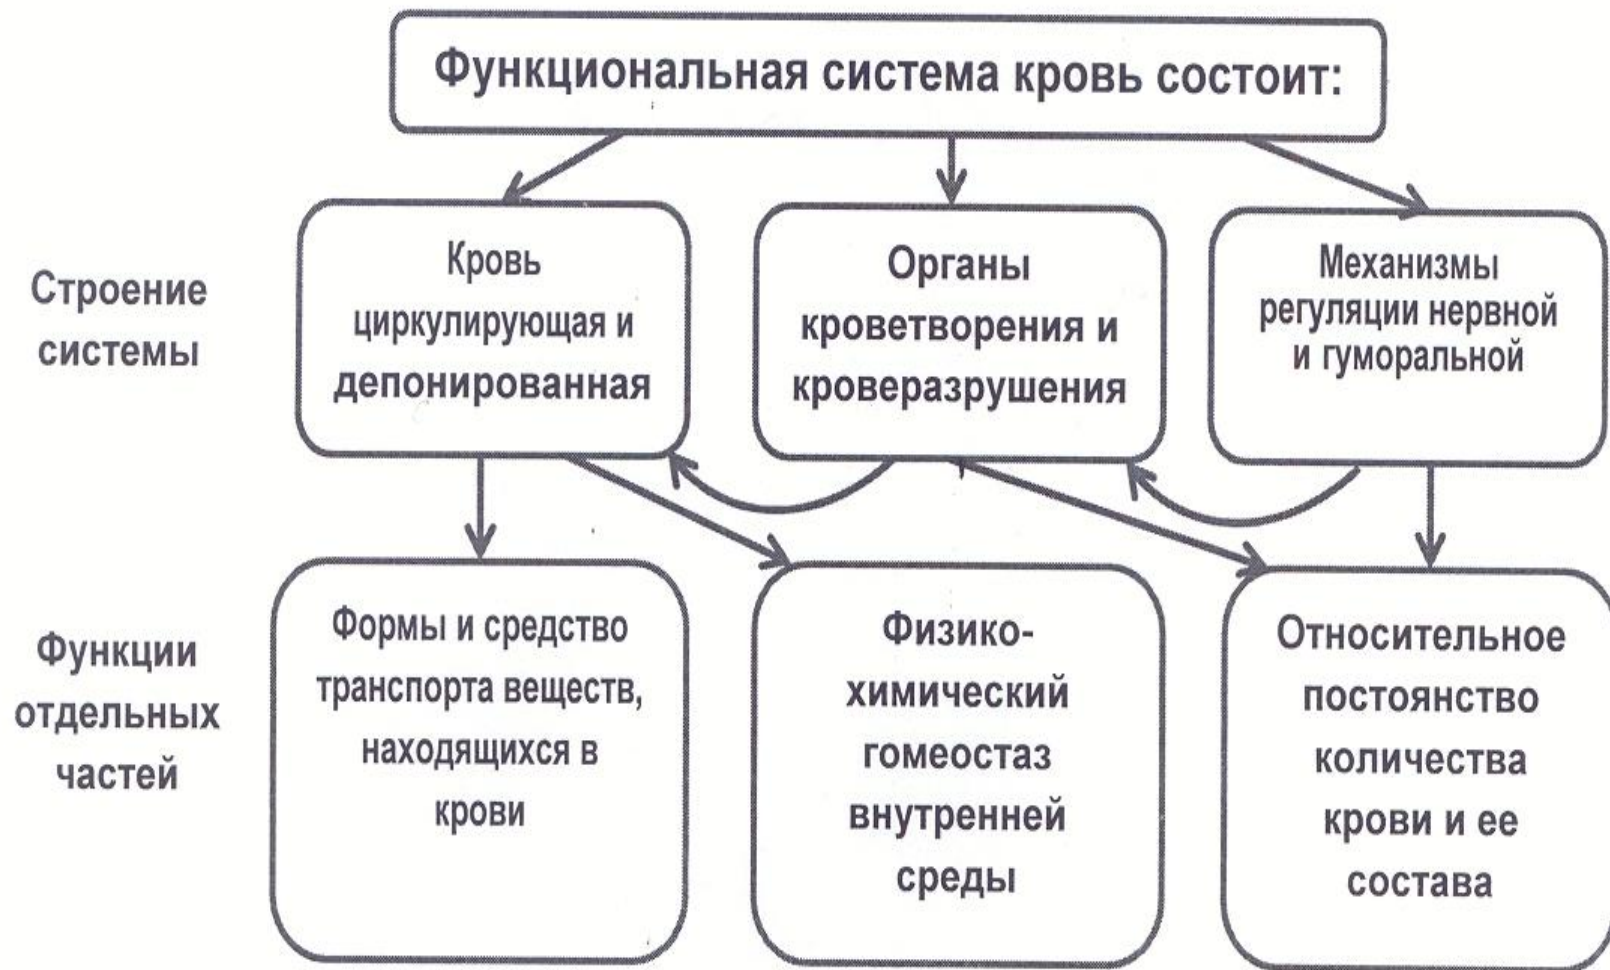 Функциональная система кровь состоит:
Строение
системы
Кровь
циркулирующая и
депонированная
Органы
кроветворения и
кроверазрушения
Механизмы
регуляции нервной
и гуморальной
Функции
отдельных
частей
Формы и средство
транспорта веществ,
находящихся в
крови
Физико-
химический
гомеостаз
внутренней
среды
Относительное
постоянство
количества
крови и ее
состава